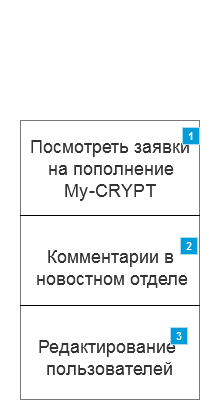 1
Посмотреть заявки
на пополнение
My-CRYPT
2
Комментарии в
новостном отделе
3
Редактирование
пользователей